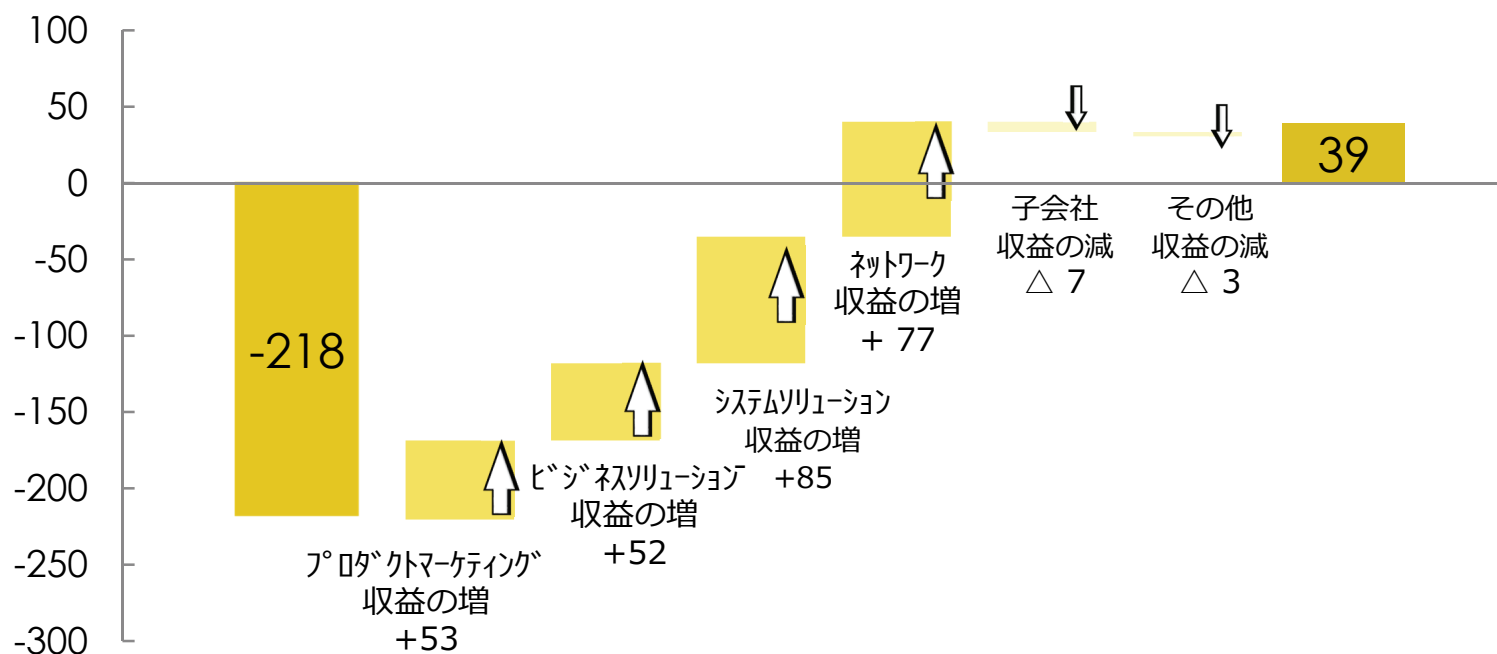 100
50
0
-50
-100
-150
-200
-250
-300
-218
ﾌﾟﾛﾀﾞｸﾄﾏｰｹﾃｨﾝｸﾞ
収益の増
+53
ﾋﾞｼﾞﾈｽｿﾘｭｰｼｮﾝ
収益の増
+52
ｼｽﾃﾑｿﾘｭｰｼｮﾝ
収益の増
+85
ﾈｯﾄﾜｰｸ
収益の増
+ 77
子会社
収益の減
△ 7
その他
収益の減
△ 3
39